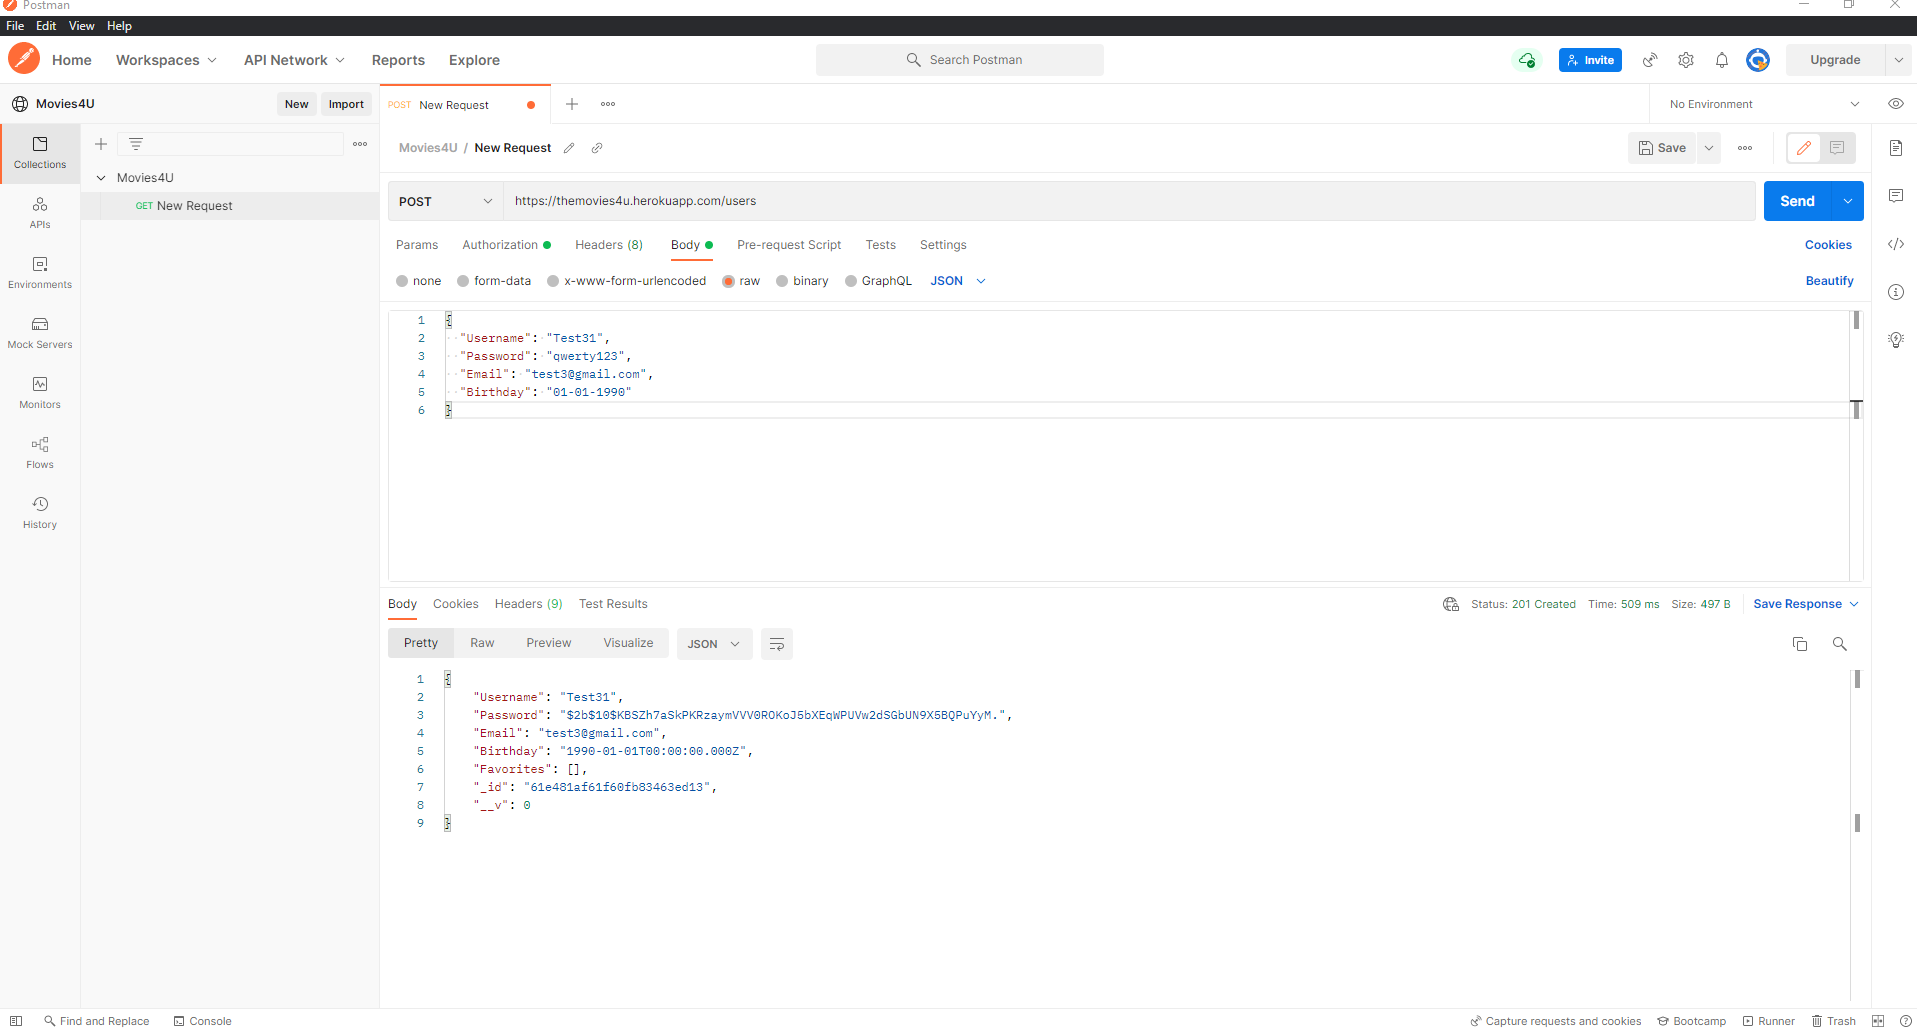 Postman
File Edit View Help
Home Workspaces API Network Reports Explore Search Postman Invite Upgrade
Movies4U New Import POST New Request No Environment
Collections
APIs
Environments
Mock Servers
Monitors
Flows
History
Movies4U
GET New Request
Movies4U / New Request Save
POST https://themovies4u.herokuapp.com/users Send
Params Authorization Headers (8) Body Pre-request Script Tests Settings Cookies
none form-data x-www-form-urlencoded raw binary GraphQL JSON Beautify
1 {
2 "Username": "Test31",
3 "Password": "qwerty123",
4 "Email": "test3@gmail.com",
5 "Birthday": "01-01-1990"
6 }
Body Cookies Headers (9) Test Results Status: 201 Created Time: 509 ms Size: 497 B Save Response
Pretty Raw Preview Visualize JSON
1 {
2 "Username": "Test31",
3 "Password": "$2b$10$KBSZh7aSkPKRzaymVVV0ROKoJ5bXEqWPUVw2dSGbUN9X5BQPuYyM.",
4 "Email": "test3@gmail.com",
5 "Birthday": "1990-01-01T00:00:00.000Z",
6 "Favorites": [],
7 "_id": "61e481af61f60fb83463ed13",
8 "__v": 0
9 }
Find and Replace Console Capture requests and cookies Bootcamp Runner Trash